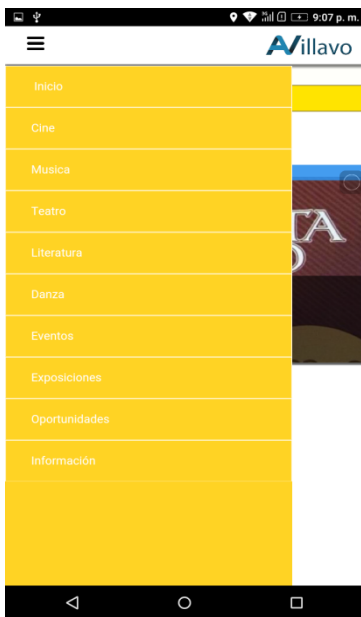 9:07 p. m.
AVillavo
Inicio
Cine
Musica
Teatro
Literatura
Danza
Eventos
Exposiciones
Oportunidades
Información